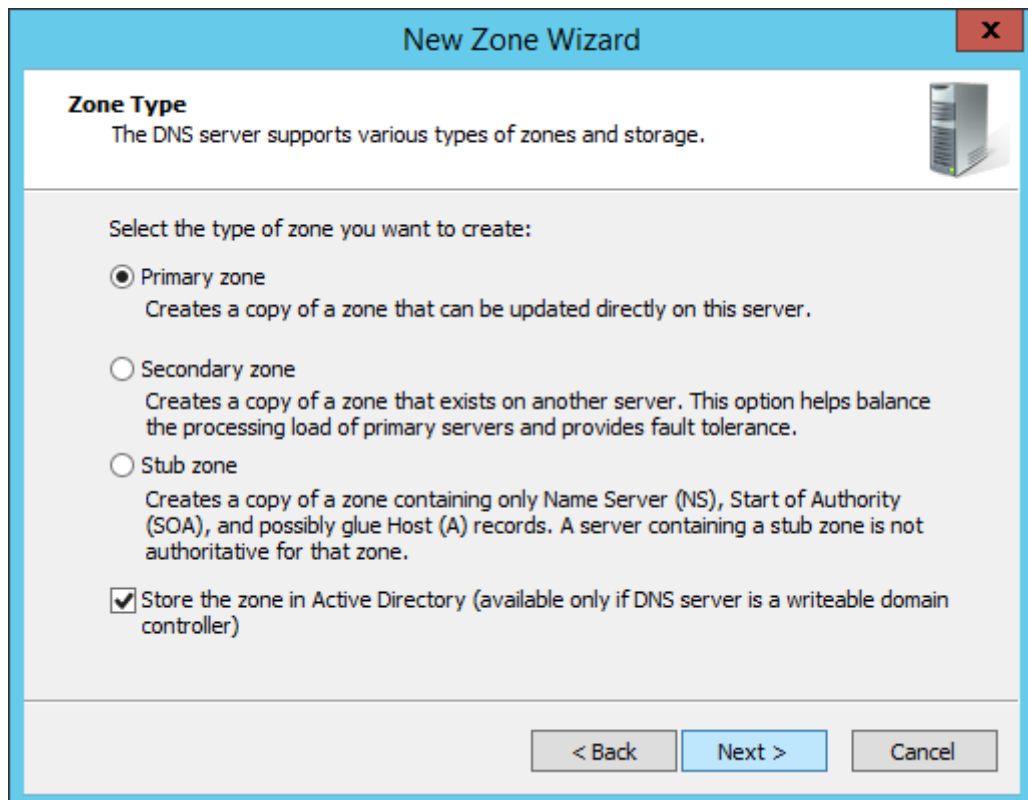 New Zone Wizard
x
Zone Type
The DNS server supports various types of zones and storage.
Select the type of zone you want to create:
Primary zone
Creates a copy of a zone that can be updated directly on this server.
Secondary zone
Creates a copy of a zone that exists on another server. This option helps balance
the processing load of primary servers and provides fault tolerance.
Stub zone
Creates a copy of a zone containing only Name Server (NS), Start of Authority
(SOA), and possibly glue Host (A) records. A server containing a stub zone is not
authoritative for that zone.
Store the zone in Active Directory (available only if DNS server is a writeable domain
controller)
< Back
Next >
Cancel